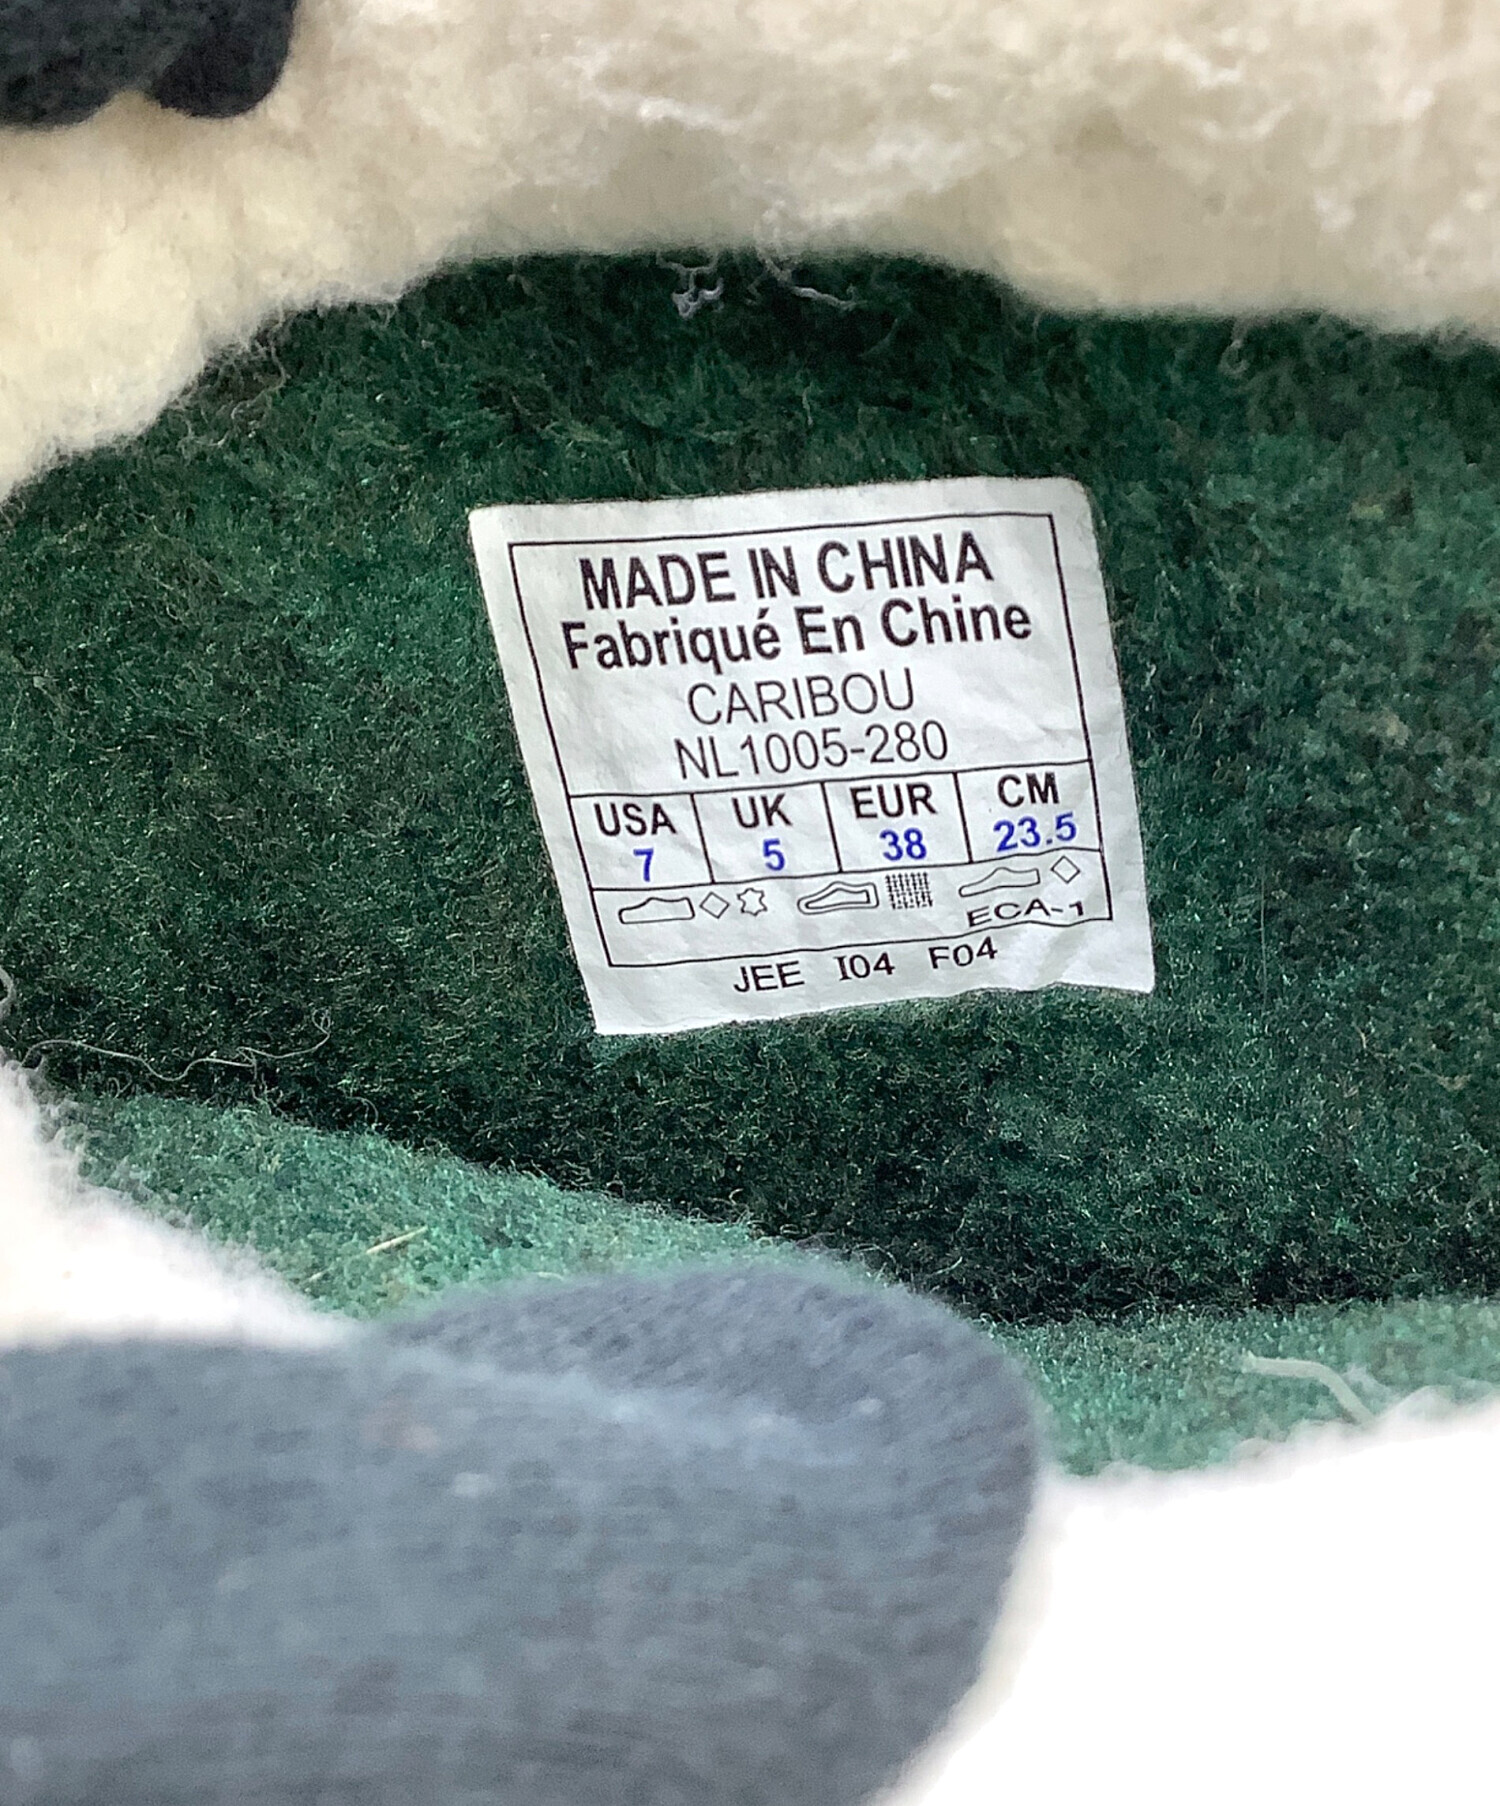 MADE IN CHINA
Fabriqué En Chine
CARIBOU
NL1005-280
USA UK EUR CM
7 5 38 23.5
ECA-1
JEE I04 F04